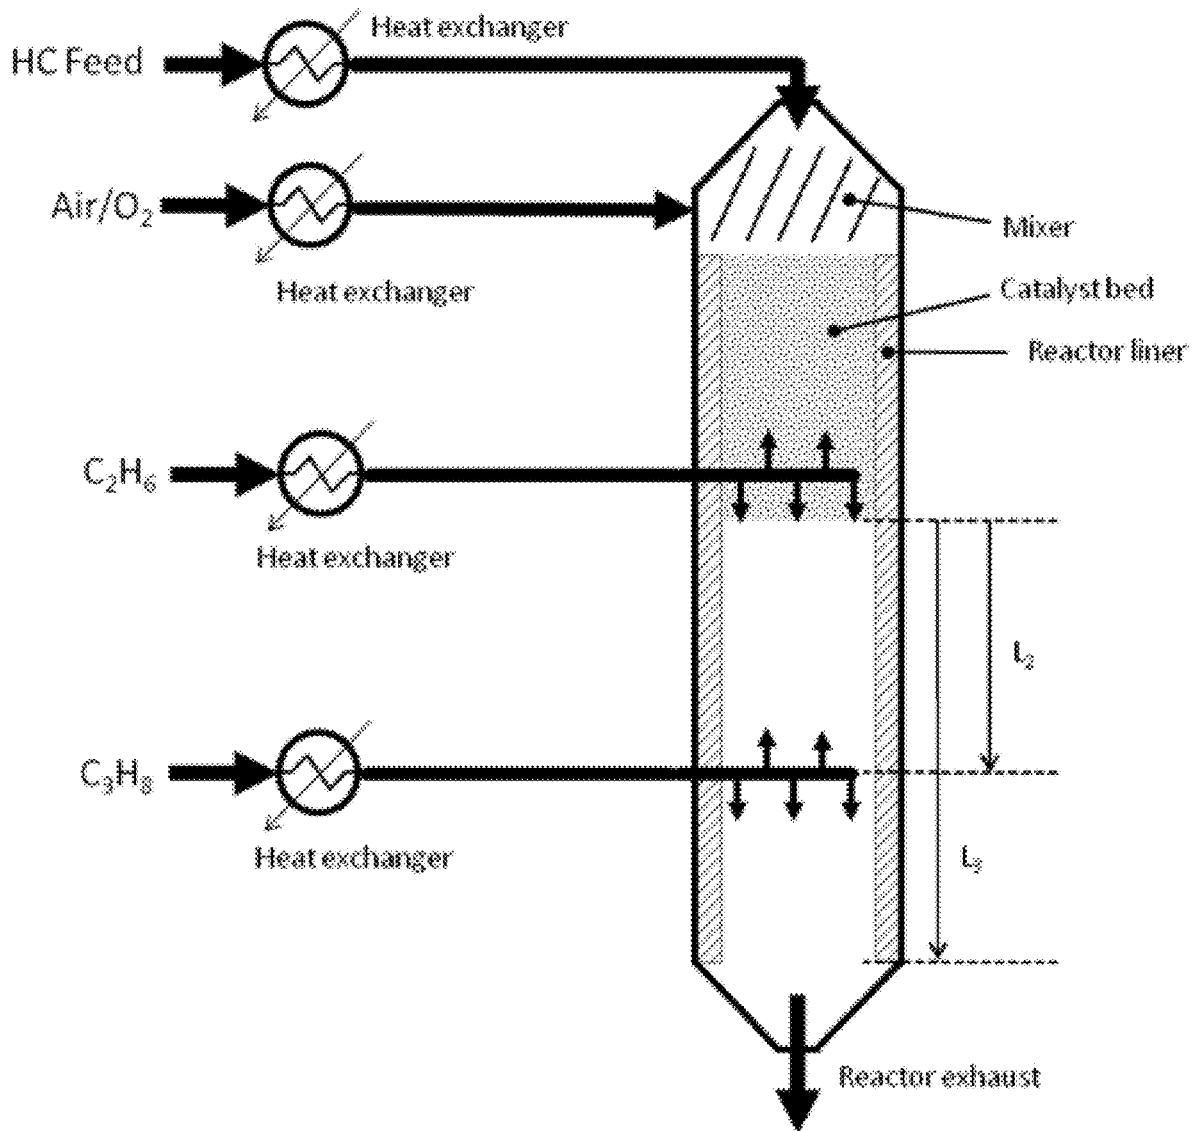 Heat exchanger
HC Feed
Air/O₂
Mixer
Heat exchanger
Catalyst bed
Reactor liner
C₂H₆
Heat exchanger
L₂
C₃H₈
Heat exchanger
L₃
Reactor exhaust